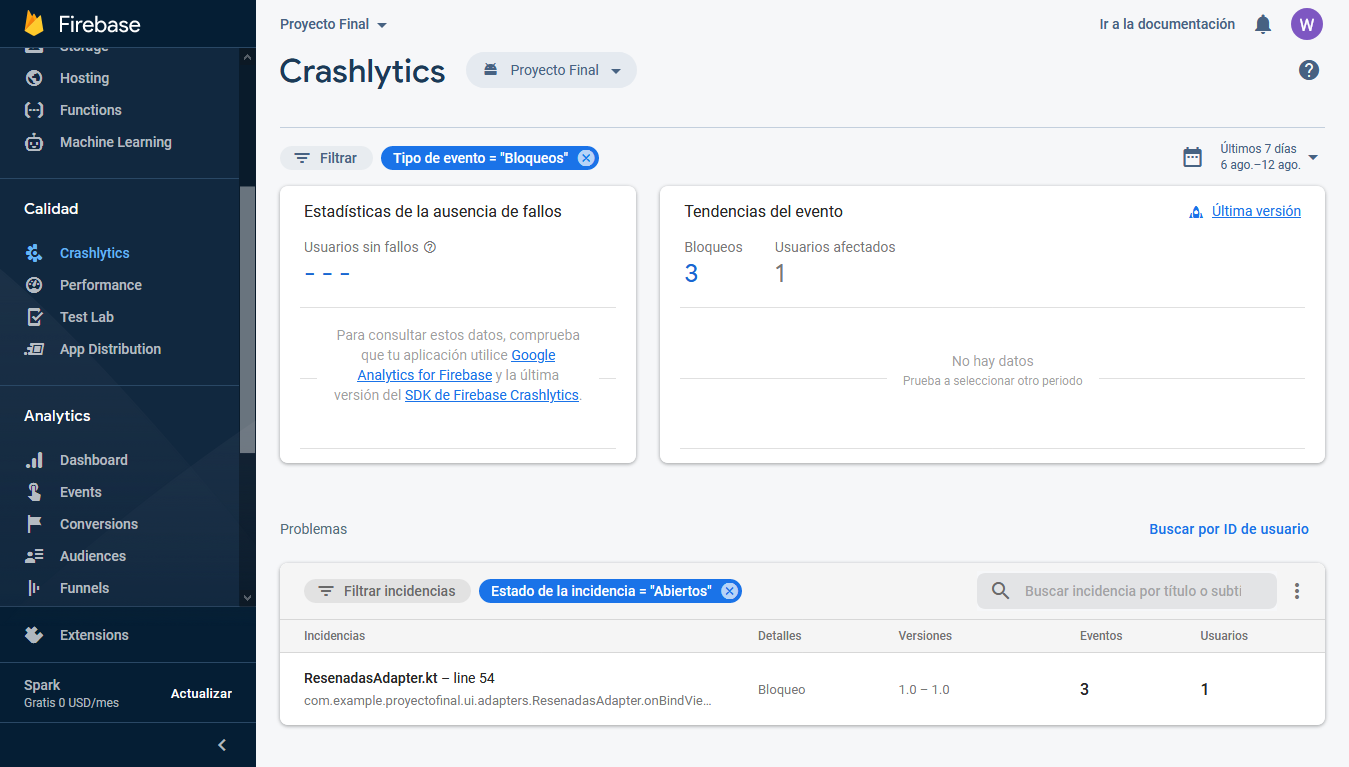 Firebase
Storage
Hosting
Functions
Machine Learning
Calidad
Crashlytics
Performance
Test Lab
App Distribution
Analytics
Dashboard
Events
Conversions
Audiences
Funnels
Extensions
Spark
Gratis 0 USD/mes
Actualizar
Proyecto Final
Ir a la documentación
W
Crashlytics
Proyecto Final
?
Filtrar
Tipo de evento = "Bloqueos"
Últimos 7 días
6 ago.–12 ago.
Estadísticas de la ausencia de fallos
Usuarios sin fallos ?
- - -
Para consultar estos datos, comprueba
que tu aplicación utilice Google
Analytics for Firebase y la última
versión del SDK de Firebase Crashlytics.
Tendencias del evento
Última versión
Bloqueos Usuarios afectados
3 1
No hay datos
Prueba a seleccionar otro periodo
Problemas
Buscar por ID de usuario
Filtrar incidencias
Estado de la incidencia = "Abiertos"
Buscar incidencia por título o subtí
Incidencias Detalles Versiones Eventos Usuarios
ResenadasAdapter.kt – line 54
com.example.proyectofinal.ui.adapters.ResenadasAdapter.onBindVie…
Bloqueo 1.0 – 1.0 3 1